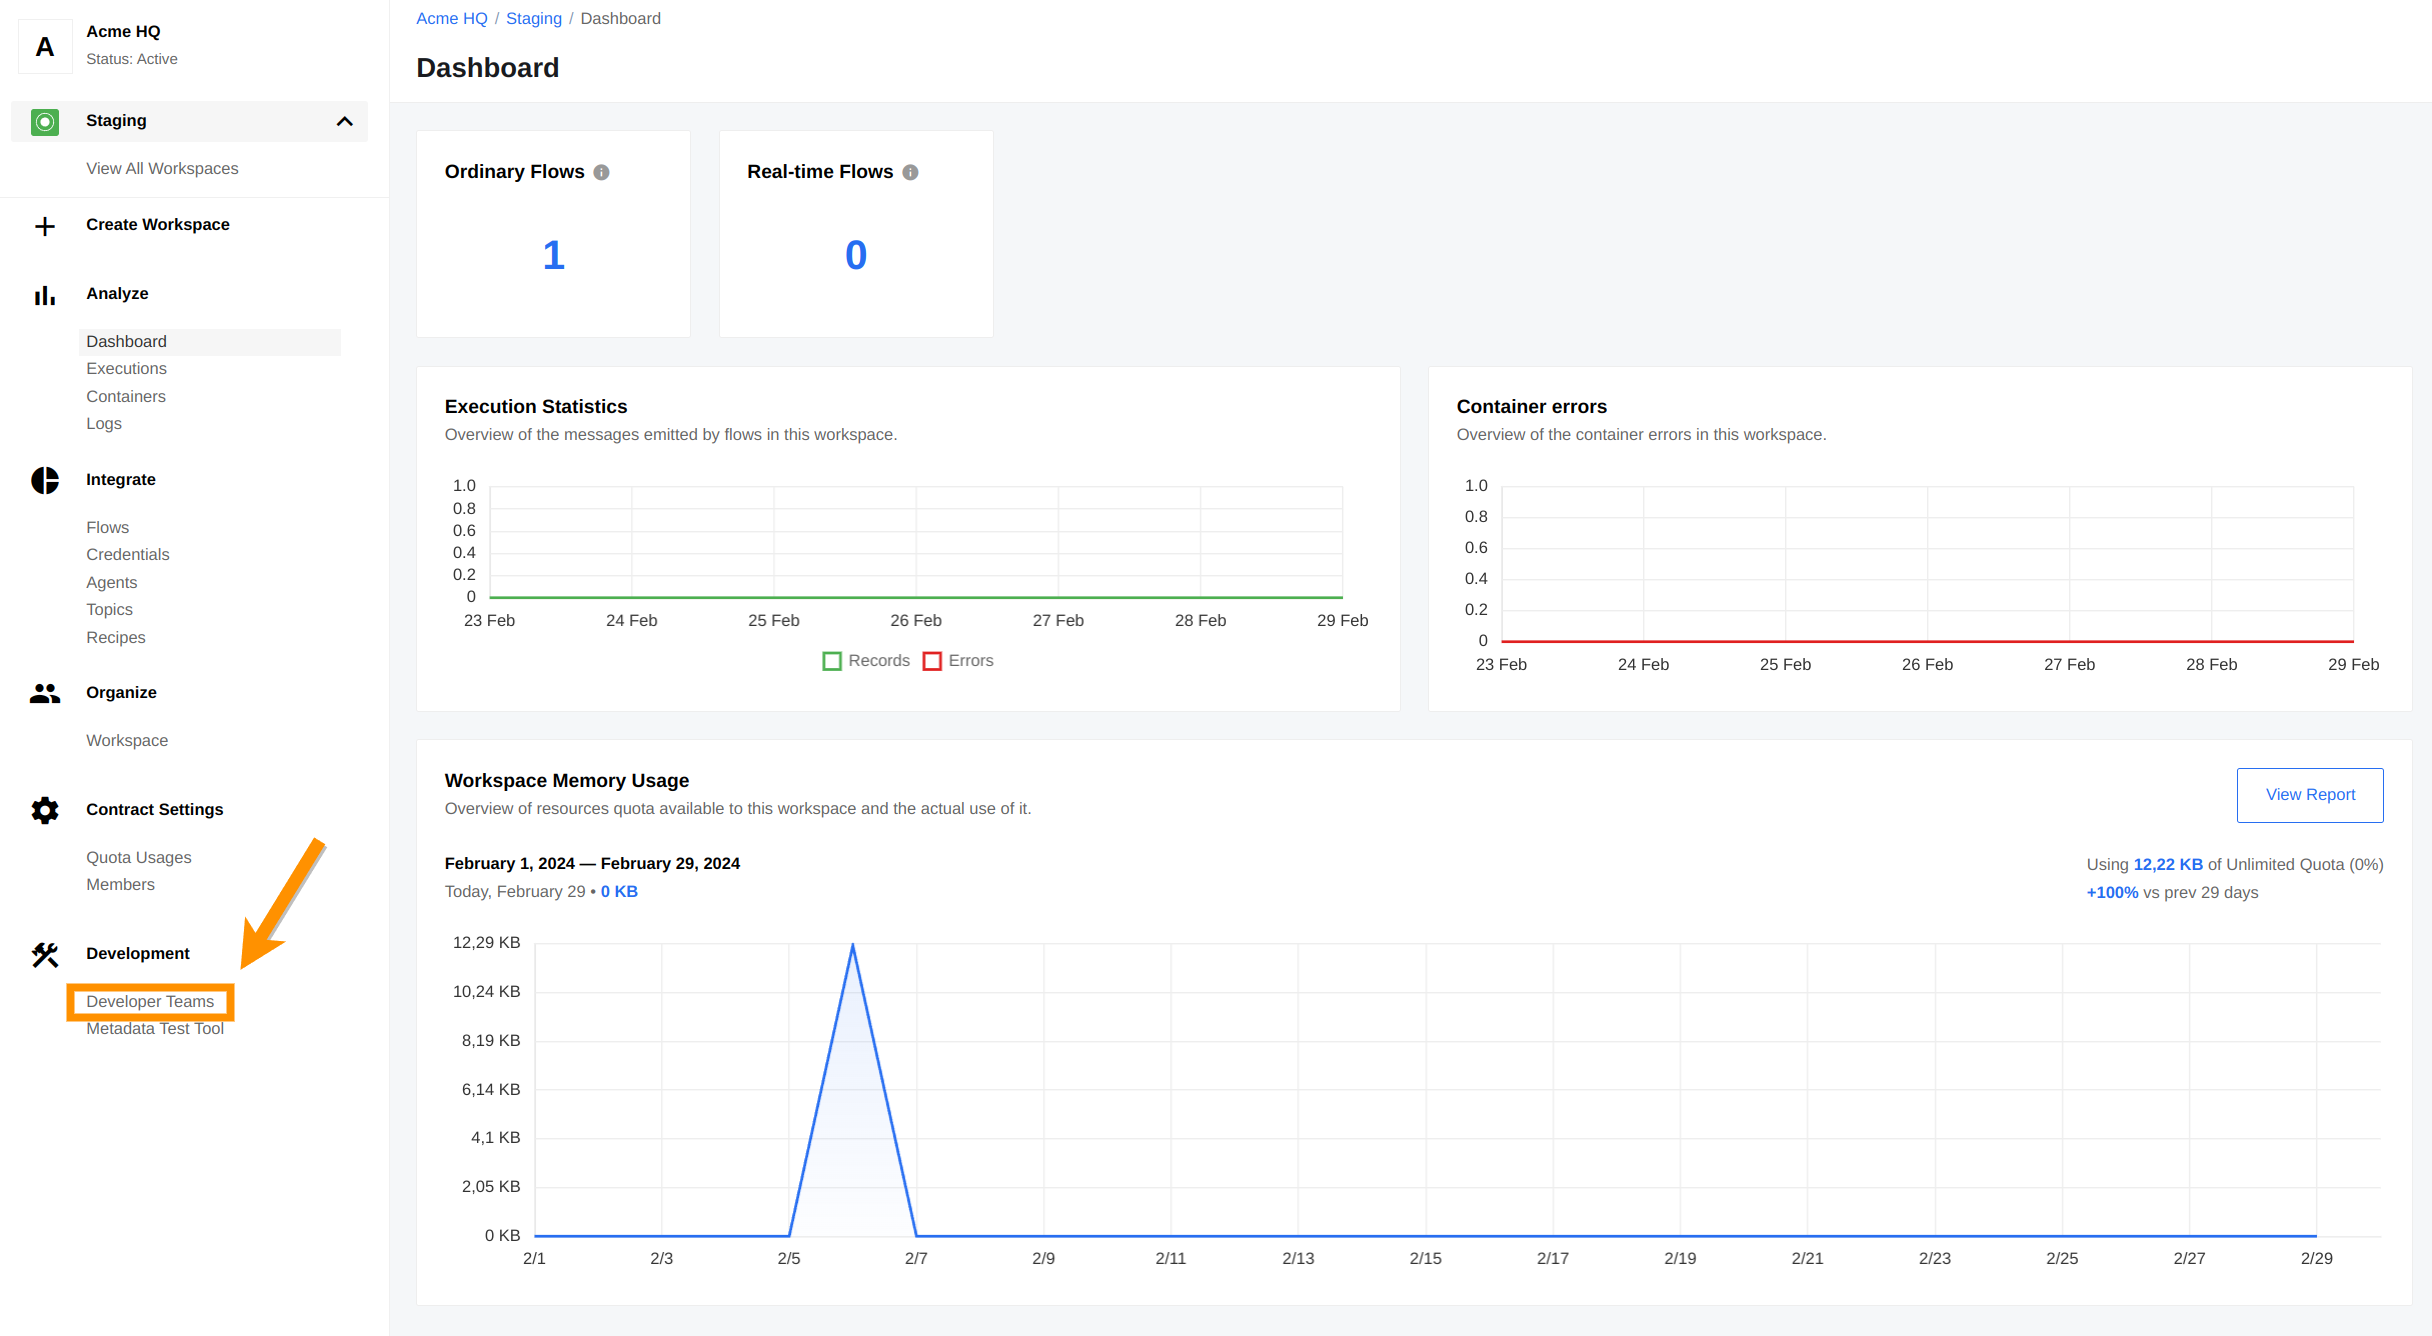 A
Acme HQ
Status: Active
Staging
View All Workspaces
Create Workspace
Analyze
Dashboard
Executions
Containers
Logs
Integrate
Flows
Credentials
Agents
Topics
Recipes
Organize
Workspace
Contract Settings
Quota Usages
Members
Development
Developer Teams
Metadata Test Tool
Acme HQ / Staging / Dashboard
Dashboard
Ordinary Flows
1
Real-time Flows
0
Execution Statistics
Overview of the messages emitted by flows in this workspace.
1.0
0.8
0.6
0.4
0.2
0
23 Feb 24 Feb 25 Feb 26 Feb 27 Feb 28 Feb 29 Feb
Records Errors
Container errors
Overview of the container errors in this workspace.
1.0
0.8
0.6
0.4
0.2
0
23 Feb 24 Feb 25 Feb 26 Feb 27 Feb 28 Feb 29 Feb
Workspace Memory Usage
Overview of resources quota available to this workspace and the actual use of it.
View Report
February 1, 2024 — February 29, 2024
Today, February 29 • 0 KB
Using 12,22 KB of Unlimited Quota (0%)
+100% vs prev 29 days
12,29 KB
10,24 KB
8,19 KB
6,14 KB
4,1 KB
2,05 KB
0 KB
2/1 2/3 2/5 2/7 2/9 2/11 2/13 2/15 2/17 2/19 2/21 2/23 2/25 2/27 2/29